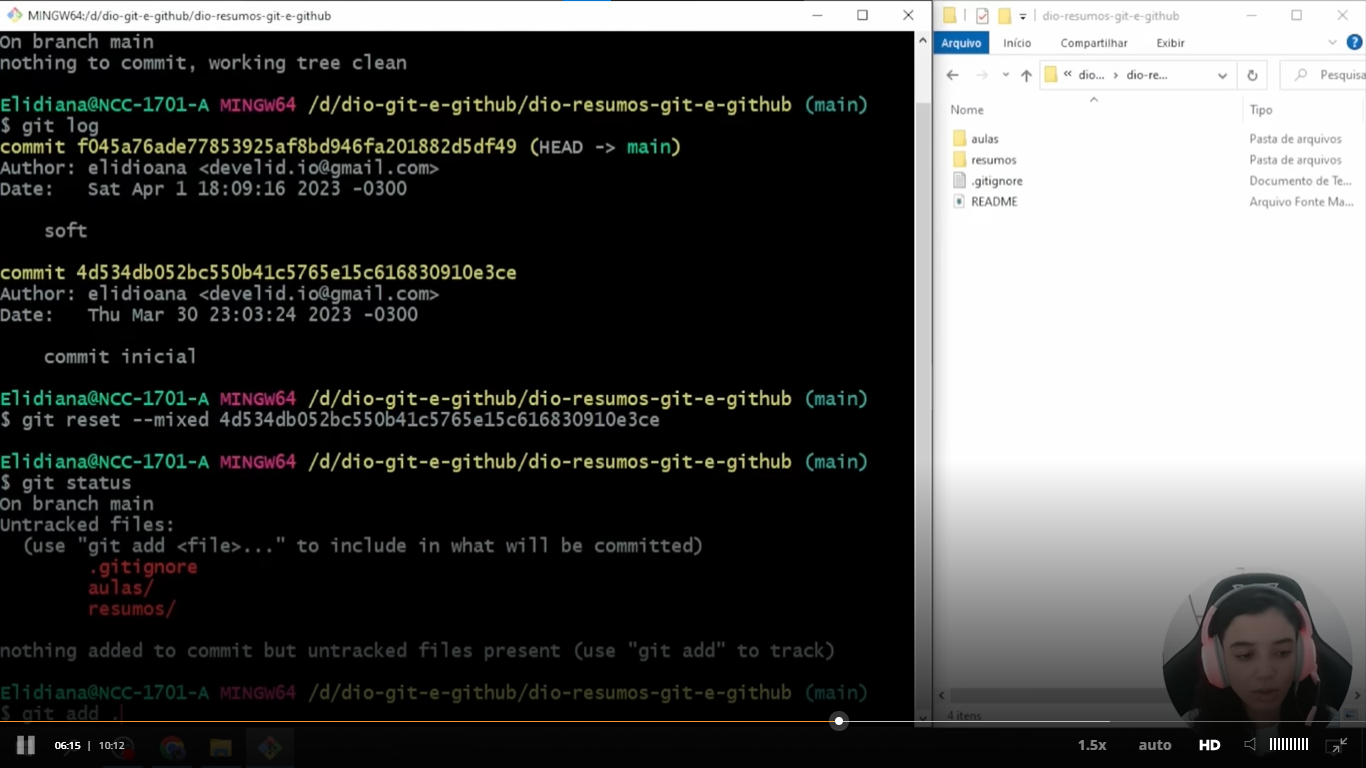 MINGW64:/d/dio-git-e-github/dio-resumos-git-e-github
On branch main
nothing to commit, working tree clean
Elidiana@NCC-1701-A MINGW64 /d/dio-git-e-github/dio-resumos-git-e-github (main)
$ git log
commit f045a76ade77853925af8bd946fa201882d5df49 (HEAD -> main)
Author: elidioana <develid.io@gmail.com>
Date:   Sat Apr 1 18:09:16 2023 -0300
soft
commit 4d534db052bc550b41c5765e15c616830910e3ce
Author: elidioana <develid.io@gmail.com>
Date:   Thu Mar 30 23:03:24 2023 -0300
commit inicial
Elidiana@NCC-1701-A MINGW64 /d/dio-git-e-github/dio-resumos-git-e-github (main)
$ git reset --mixed 4d534db052bc550b41c5765e15c616830910e3ce
Elidiana@NCC-1701-A MINGW64 /d/dio-git-e-github/dio-resumos-git-e-github (main)
$ git status
On branch main
Untracked files:
(use "git add <file>..." to include in what will be committed)
.gitignore
aulas/
resumos/
nothing added to commit but untracked files present (use "git add" to track)
Elidiana@NCC-1701-A MINGW64 /d/dio-git-e-github/dio-resumos-git-e-github (main)
$ git add .
dio-resumos-git-e-github
Arquivo Início Compartilhar Exibir
« dio... › dio-re... Pesquisa
Nome Tipo
aulas Pasta de arquivos
resumos Pasta de arquivos
.gitignore Documento de Te...
README Arquivo Fonte Ma...
4 itens
06:15 | 10:12 1.5x auto HD